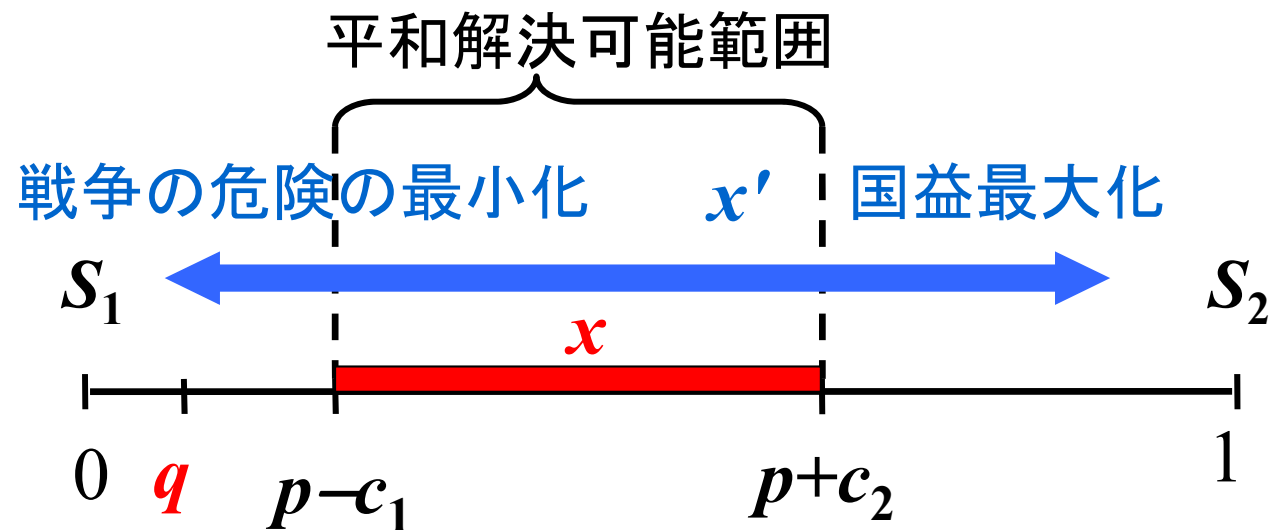 平和解決可能範囲
戦争の危険の最小化 x′ 国益最大化
S₁ S₂
x
0 q p−c₁ p+c₂ 1